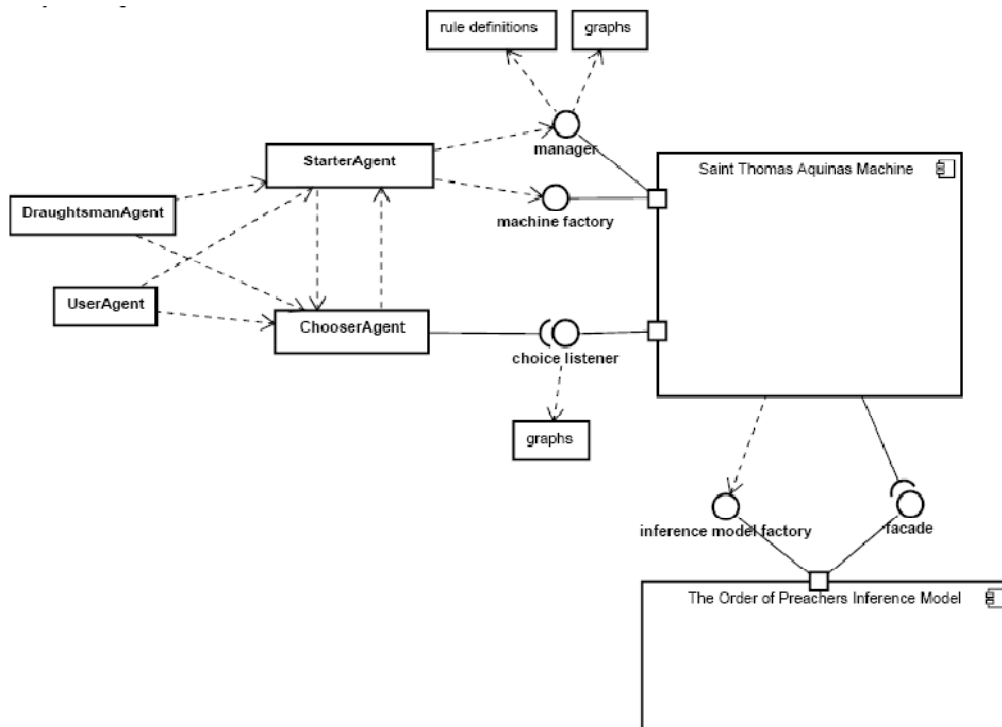 rule definitions
graphs
manager
StarterAgent
Saint Thomas Aquinas Machine
DraughtsmanAgent
machine factory
UserAgent
ChooserAgent
choice listener
graphs
inference model factory
facade
The Order of Preachers Inference Model